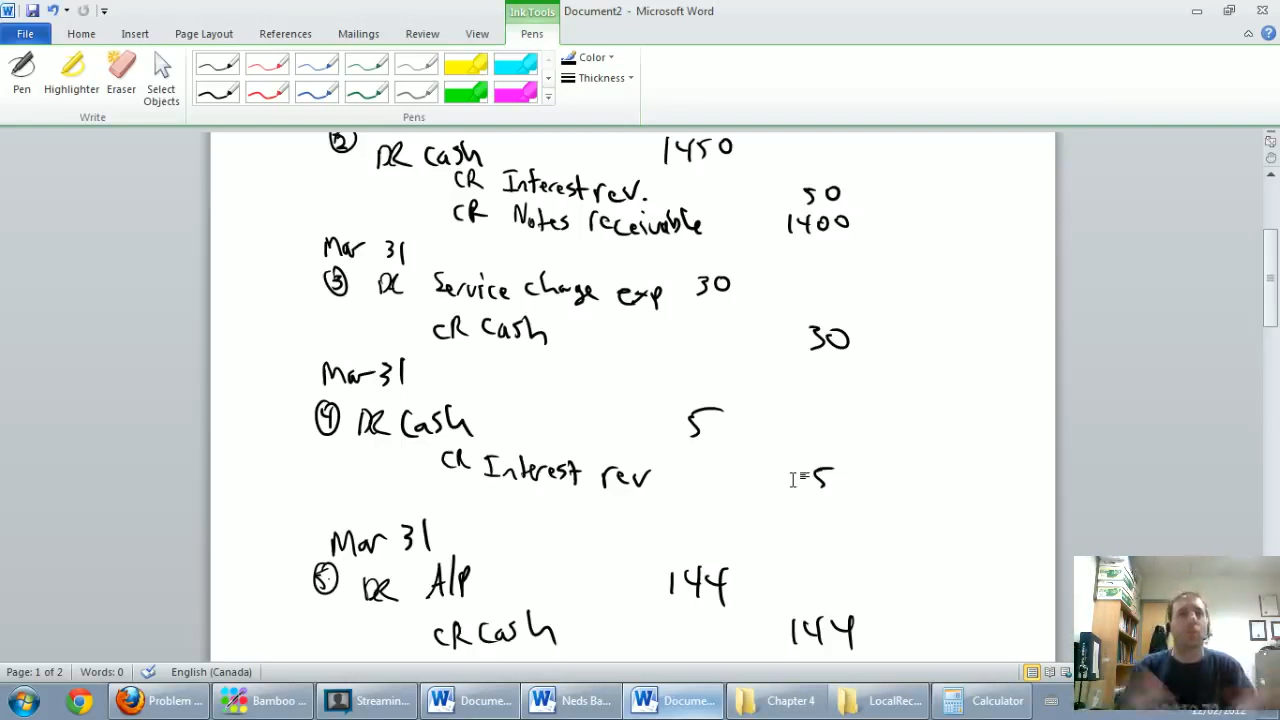 Ink Tools
Document2 - Microsoft Word
File Home Insert Page Layout References Mailings Review View Pens
Pen Highlighter Eraser Select Objects
Color
Thickness
Write
Pens
2 DR Cash 1450
CR Interest rev. 50
CR Notes receivable 1400
Mar 31
3 DR Service charge exp 30
CR Cash 30
Mar 31
4 DR Cash 5
CR Interest rev 5
Mar 31
5. DR A/P 144
CR Cash 144
Page: 1 of 2 Words: 0 English (Canada)
Problem ... Bamboo ... Streamin... Docume... Neds Ba... Docume... Chapter 4 LocalRec... Calculator
12/02/2012